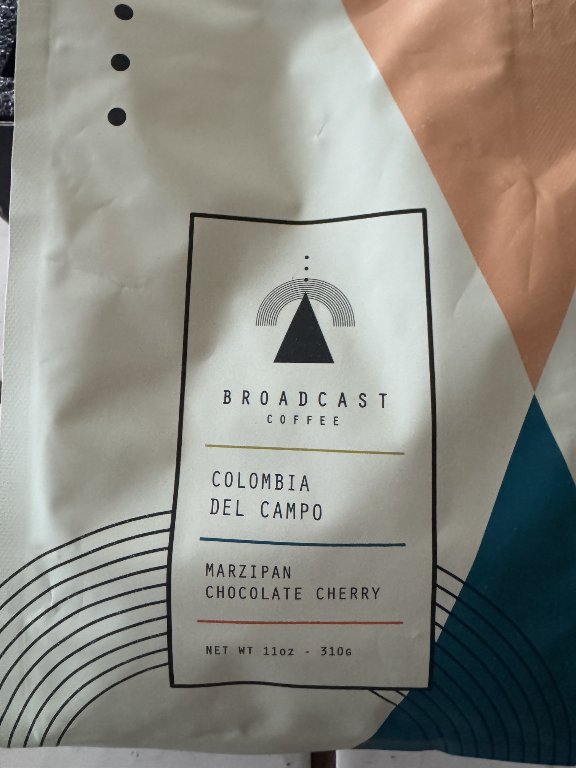 BROADCAST
COFFEE
COLOMBIA
DEL CAMPO
MARZIPAN
CHOCOLATE CHERRY
NET WT 11oz - 310G